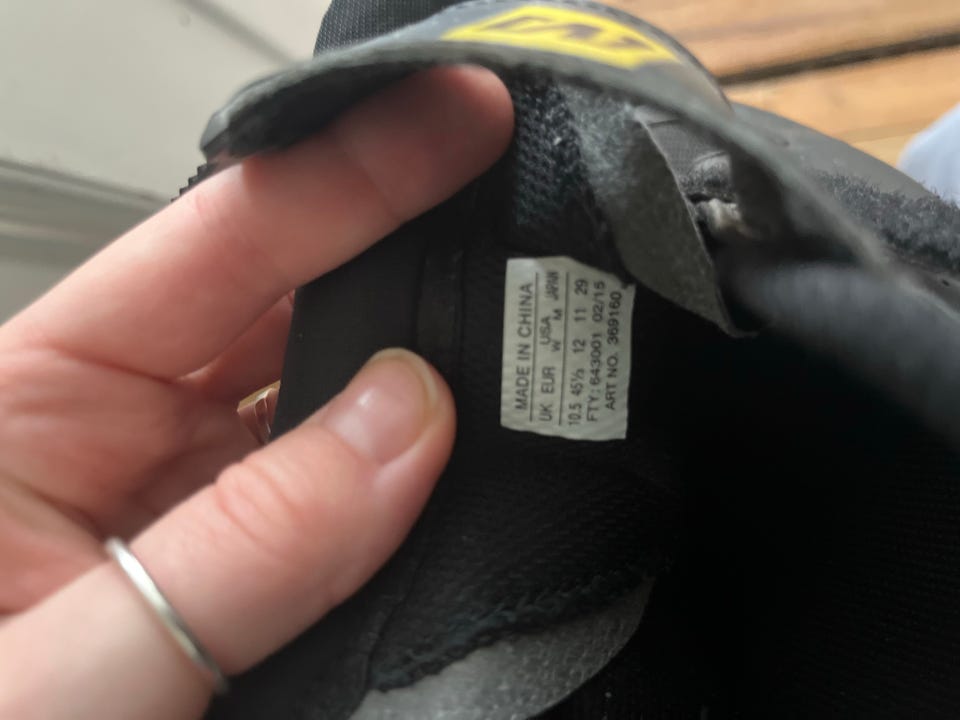 MADE IN CHINA
UK EUR USA JAPAN
W M
10.5 45⅓ 12 11 29
FTY: 643001 02/15
ART NO. 369160